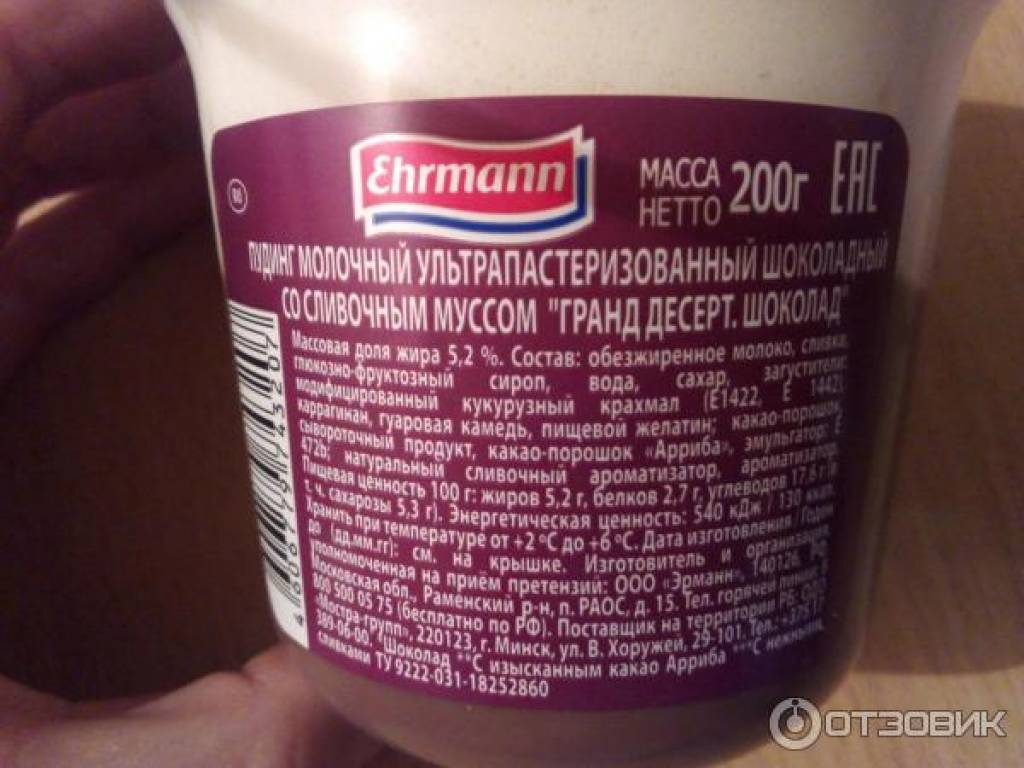 Ehrmann
МАССА НЕТТО 200г EAC
ПУДИНГ МОЛОЧНЫЙ УЛЬТРАПАСТЕРИЗОВАННЫЙ ШОКОЛАДНЫЙ
СО СЛИВОЧНЫМ МУССОМ "ГРАНД ДЕСЕРТ. ШОКОЛАД"
Массовая доля жира 5,2 %. Состав: обезжиренное молоко, сливки,
глюкозно-фруктозный сироп, вода, сахар, загустители:
модифицированный кукурузный крахмал (Е1422, Е 1442),
каррагинан, гуаровая камедь, пищевой желатин; какао-порошок,
сывороточный продукт, какао-порошок «Арриба», эмульгатор: Е
472b; натуральный сливочный ароматизатор, ароматизатор.
Пищевая ценность 100 г: жиров 5,2 г, белков 2,7 г, углеводов 17,6 г (в
т. ч. сахарозы 5,3 г). Энергетическая ценность: 540 кДж / 130 ккал.
Хранить при температуре от +2 °С до +6 °С. Дата изготовления / Годен
до (дд.мм.гг): см. на крышке. Изготовитель и организация,
уполномоченная на приём претензий: ООО «Эрманн», 140126, РФ,
Московская обл., Раменский р-н, п. РАОС, д. 15. Тел. горячей линии: 8
800 500 05 75 (бесплатно по РФ). Поставщик на территории РБ: ООО
«Мостра-групп», 220123, г. Минск, ул. В. Хоружей, 29-101. Тел.: +375 17
389-06-00. *Шоколад **С изысканным какао Арриба ***С нежными
сливками ТУ 9222-031-18252860
4 606779 743207
ОТЗОВИК